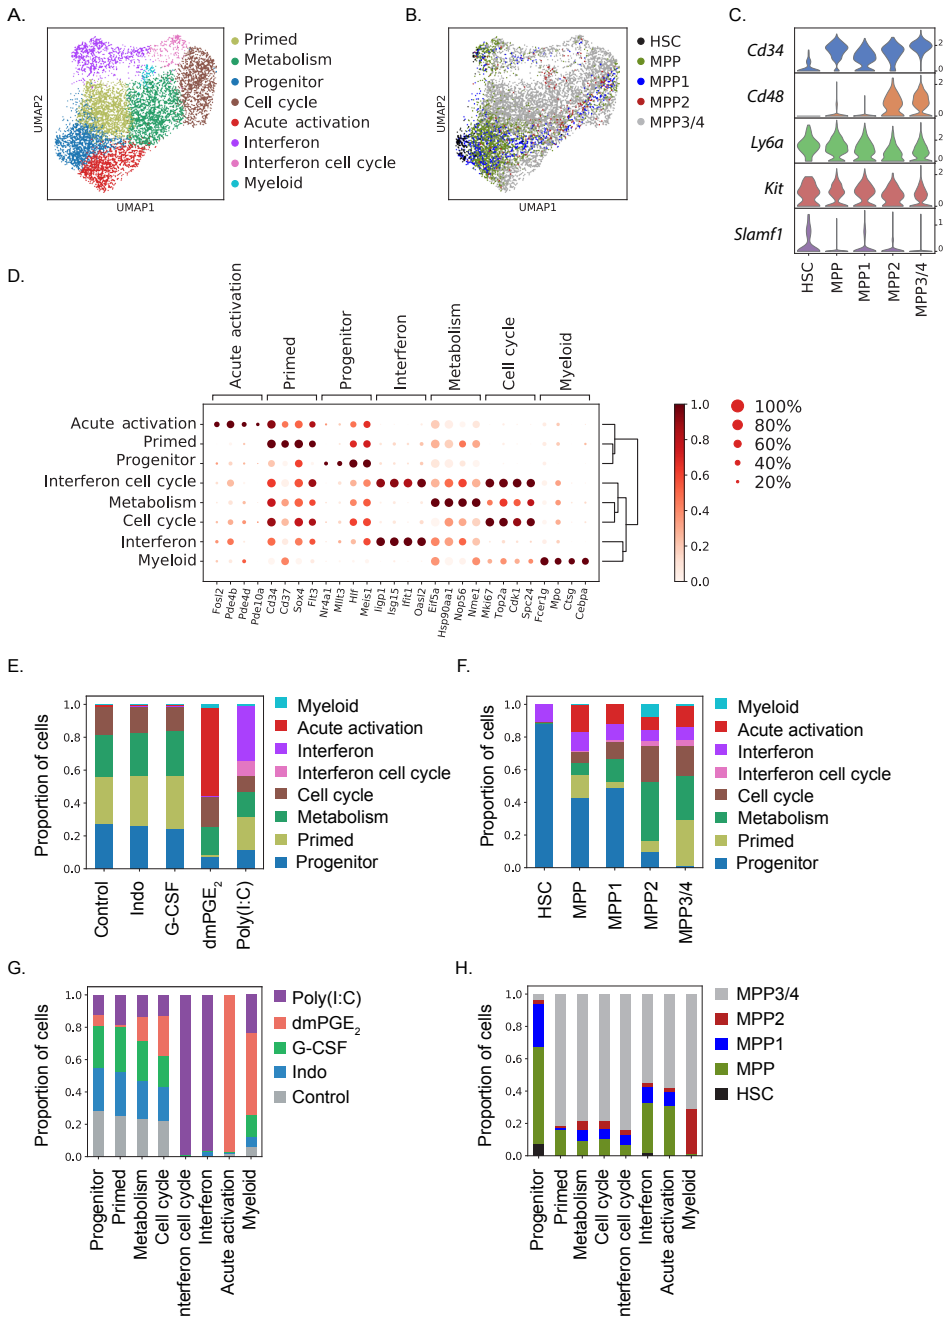 A.
Primed
Metabolism
Progenitor
Cell cycle
Acute activation
Interferon
Interferon cell cycle
Myeloid
UMAP2
UMAP1
B.
HSC
MPP
MPP1
MPP2
MPP3/4
UMAP2
UMAP1
C.
Cd34
2
0
Cd48
2
0
Ly6a
2
0
Kit
2
0
Slamf1
1
0
HSC
MPP
MPP1
MPP2
MPP3/4
D.
Acute activation
Primed
Progenitor
Interferon
Metabolism
Cell cycle
Myeloid
Acute activation
Primed
Progenitor
Interferon cell cycle
Metabolism
Cell cycle
Interferon
Myeloid
Fosl2
Pde4b
Pde4d
Pde10a
Cd34
Cd37
Sox4
Flt3
Nr4a1
Mllt3
Hlf
Meis1
Iigp1
Isg15
Ifit1
Oasl2
Eif5a
Hsp90aa1
Nop56
Nme1
Mki67
Top2a
Cdk1
Spc24
Fcer1g
Mpo
Ctsg
Cebpa
1.0
0.8
0.6
0.4
0.2
0.0
100%
80%
60%
40%
20%
E.
Proportion of cells
1.0
0.8
0.6
0.4
0.2
0.0
Control
Indo
G-CSF
dmPGE2
Poly(I:C)
Myeloid
Acute activation
Interferon
Interferon cell cycle
Cell cycle
Metabolism
Primed
Progenitor
F.
Proportion of cells
1.0
0.8
0.6
0.4
0.2
0.0
HSC
MPP
MPP1
MPP2
MPP3/4
Myeloid
Acute activation
Interferon
Interferon cell cycle
Cell cycle
Metabolism
Primed
Progenitor
G.
Proportion of cells
1.0
0.8
0.6
0.4
0.2
0.0
Progenitor
Primed
Metabolism
Cell cycle
nterferon cell cycle
Interferon
Acute activation
Myeloid
Poly(I:C)
dmPGE2
G-CSF
Indo
Control
H.
Proportion of cells
1.0
0.8
0.6
0.4
0.2
0.0
Progenitor
Primed
Metabolism
Cell cycle
nterferon cell cycle
Interferon
Acute activation
Myeloid
MPP3/4
MPP2
MPP1
MPP
HSC